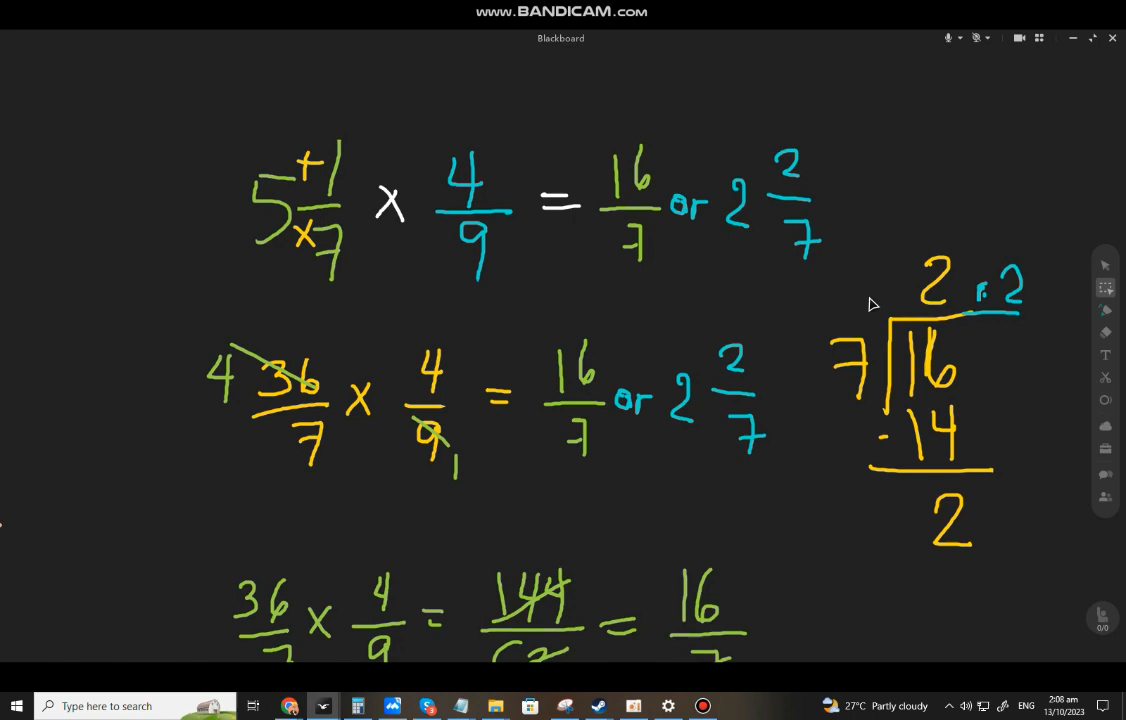 www.BANDICAM.com
Blackboard
5 + 1 / × 7 × 4/9 = 16/7 or 2 2/7
2 r. 2
7 16
4 36/7 × 4/9 1 = 16/7 or 2 2/7
- 14
2
36/7 × 4/9 = 144/63 = 16/7
0/0
Type here to search
27°C Partly cloudy
ENG
2:08 am
13/10/2023